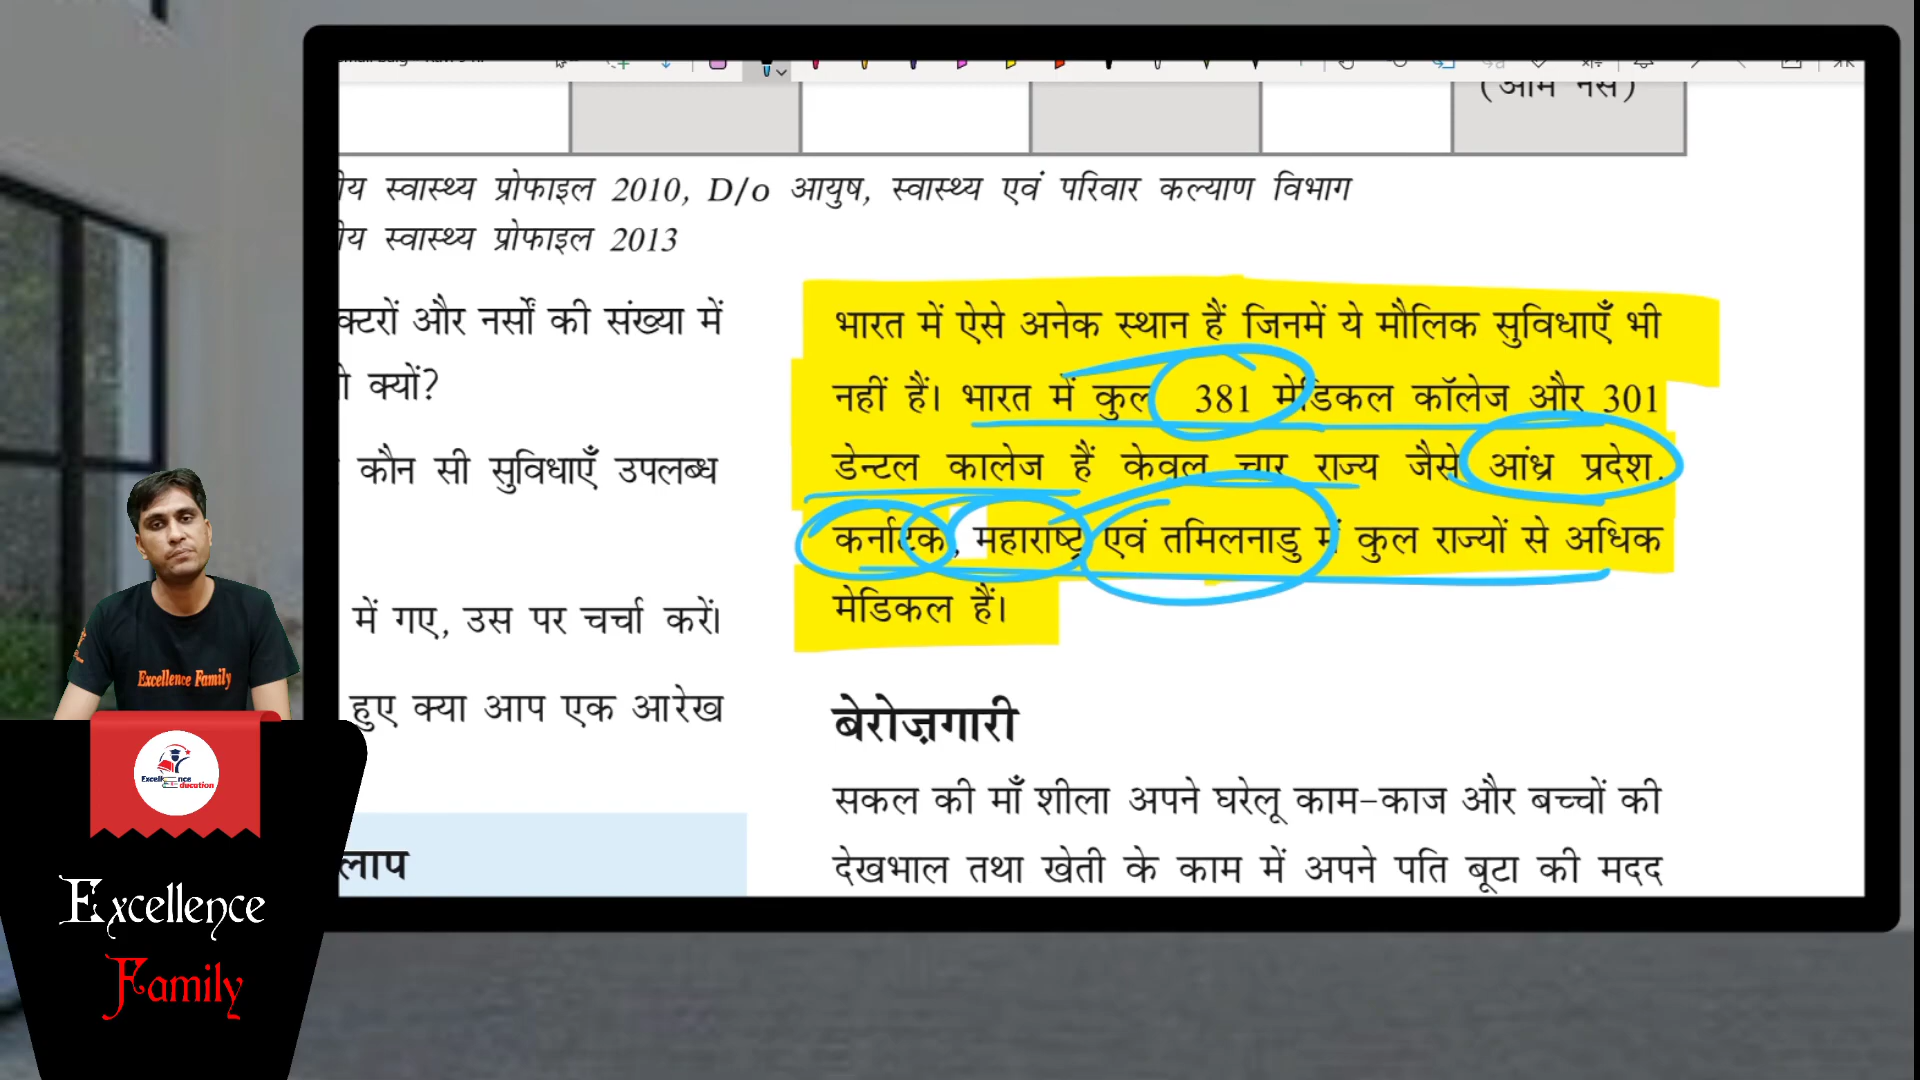 (आम नर्स)
स्वास्थ्य प्रोफाइल 2010, D/o आयुष, स्वास्थ्य एवं परिवार कल्याण विभाग
स्वास्थ्य प्रोफाइल 2013
और नर्सों की संख्या में
क्यों?
कौन सी सुविधाएँ उपलब्ध
में गए, उस पर चर्चा करें।
हुए क्या आप एक आरेख
लाप
भारत में ऐसे अनेक स्थान हैं जिनमें ये मौलिक सुविधाएँ भी
नहीं हैं। भारत में कुल 381 मेडिकल कॉलेज और 301
डेन्टल कालेज हैं केवल चार राज्य जैसे आंध्र प्रदेश,
कर्नाटक, महाराष्ट्र एवं तमिलनाडु में कुल राज्यों से अधिक
मेडिकल हैं।
बेरोज़गारी
सकल की माँ शीला अपने घरेलू काम-काज और बच्चों की
देखभाल तथा खेती के काम में अपने पति बूटा की मदद
Excellence Family
Excellence
Education
Excellence
Family